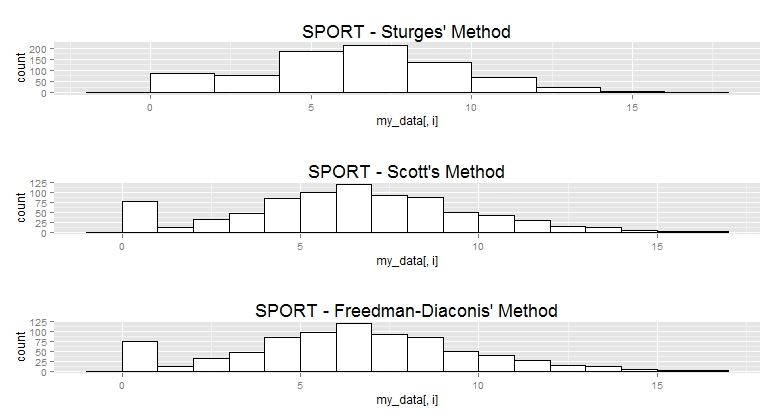 SPORT - Sturges' Method
200
150
100
50
0
count
0 5 10 15
my_data[, i]
SPORT - Scott's Method
125
100
75
50
25
0
count
0 5 10 15
my_data[, i]
SPORT - Freedman-Diaconis' Method
125
100
75
50
25
0
count
0 5 10 15
my_data[, i]